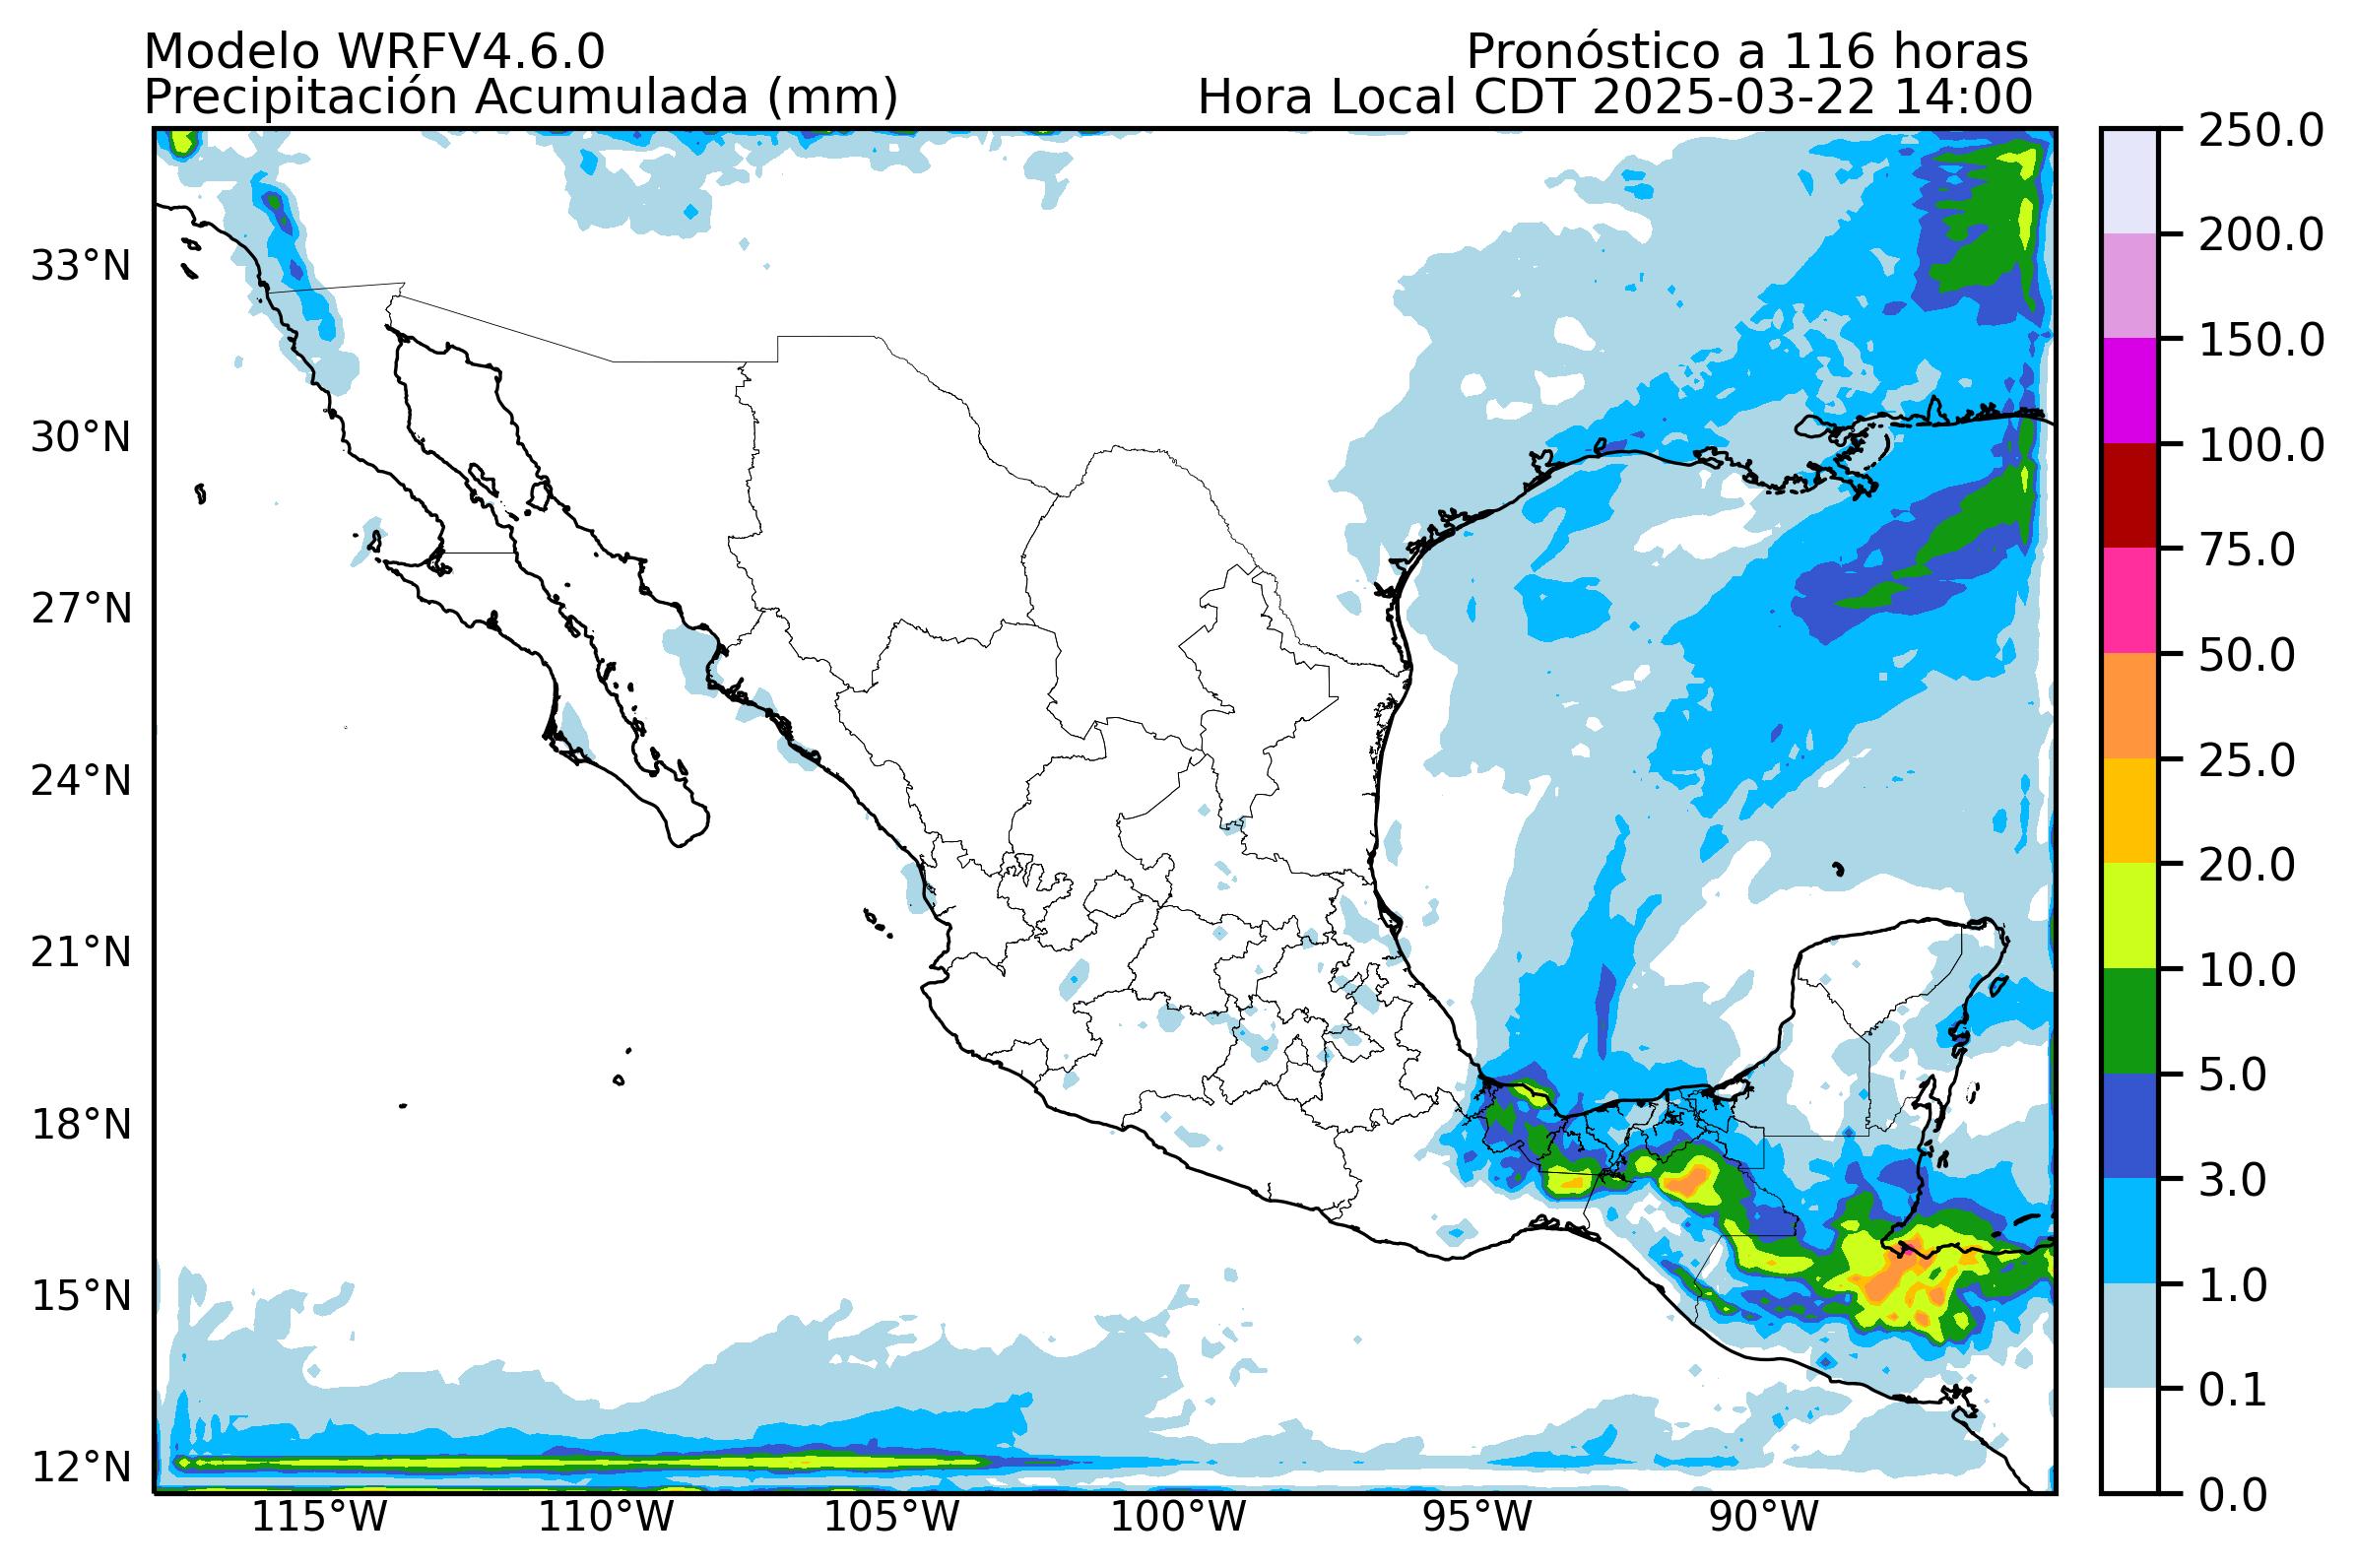 Modelo WRFV4.6.0
Pronóstico a 116 horas
Precipitación Acumulada (mm)
Hora Local CDT 2025-03-22 14:00
33°N
30°N
27°N
24°N
21°N
18°N
15°N
12°N
115°W
110°W
105°W
100°W
95°W
90°W
250.0
200.0
150.0
100.0
75.0
50.0
25.0
20.0
10.0
5.0
3.0
1.0
0.1
0.0